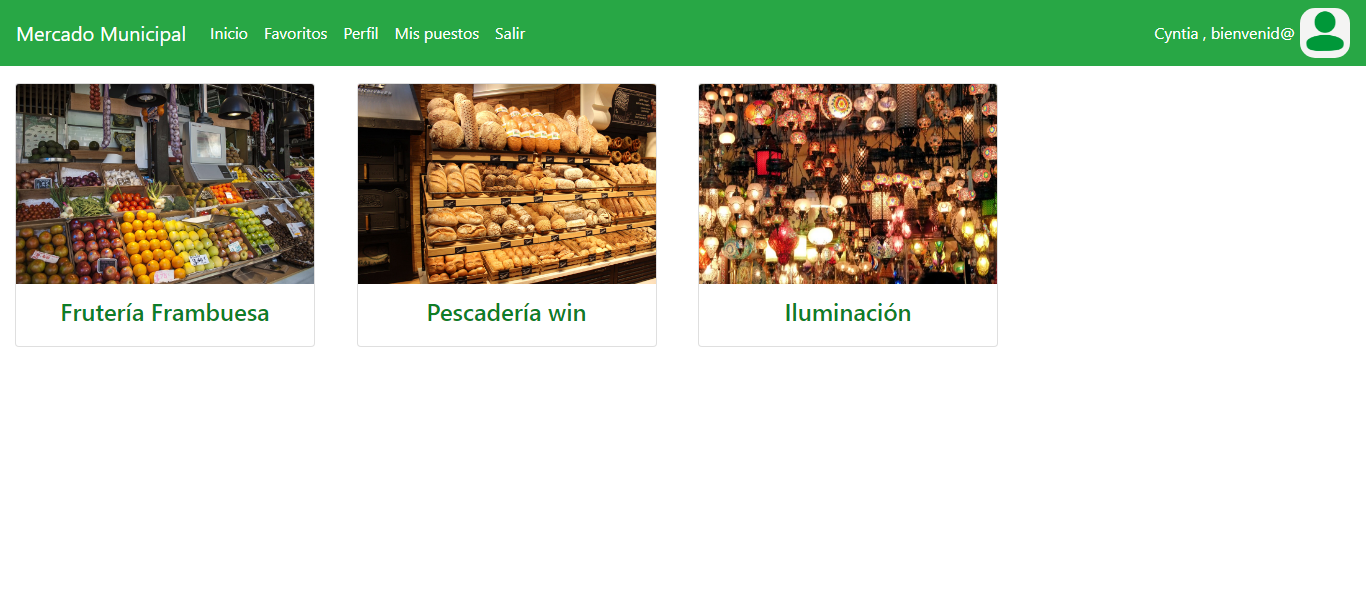 Mercado Municipal Inicio Favoritos Perfil Mis puestos Salir Cyntia , bienvenid@
Frutería Frambuesa Pescadería win Iluminación